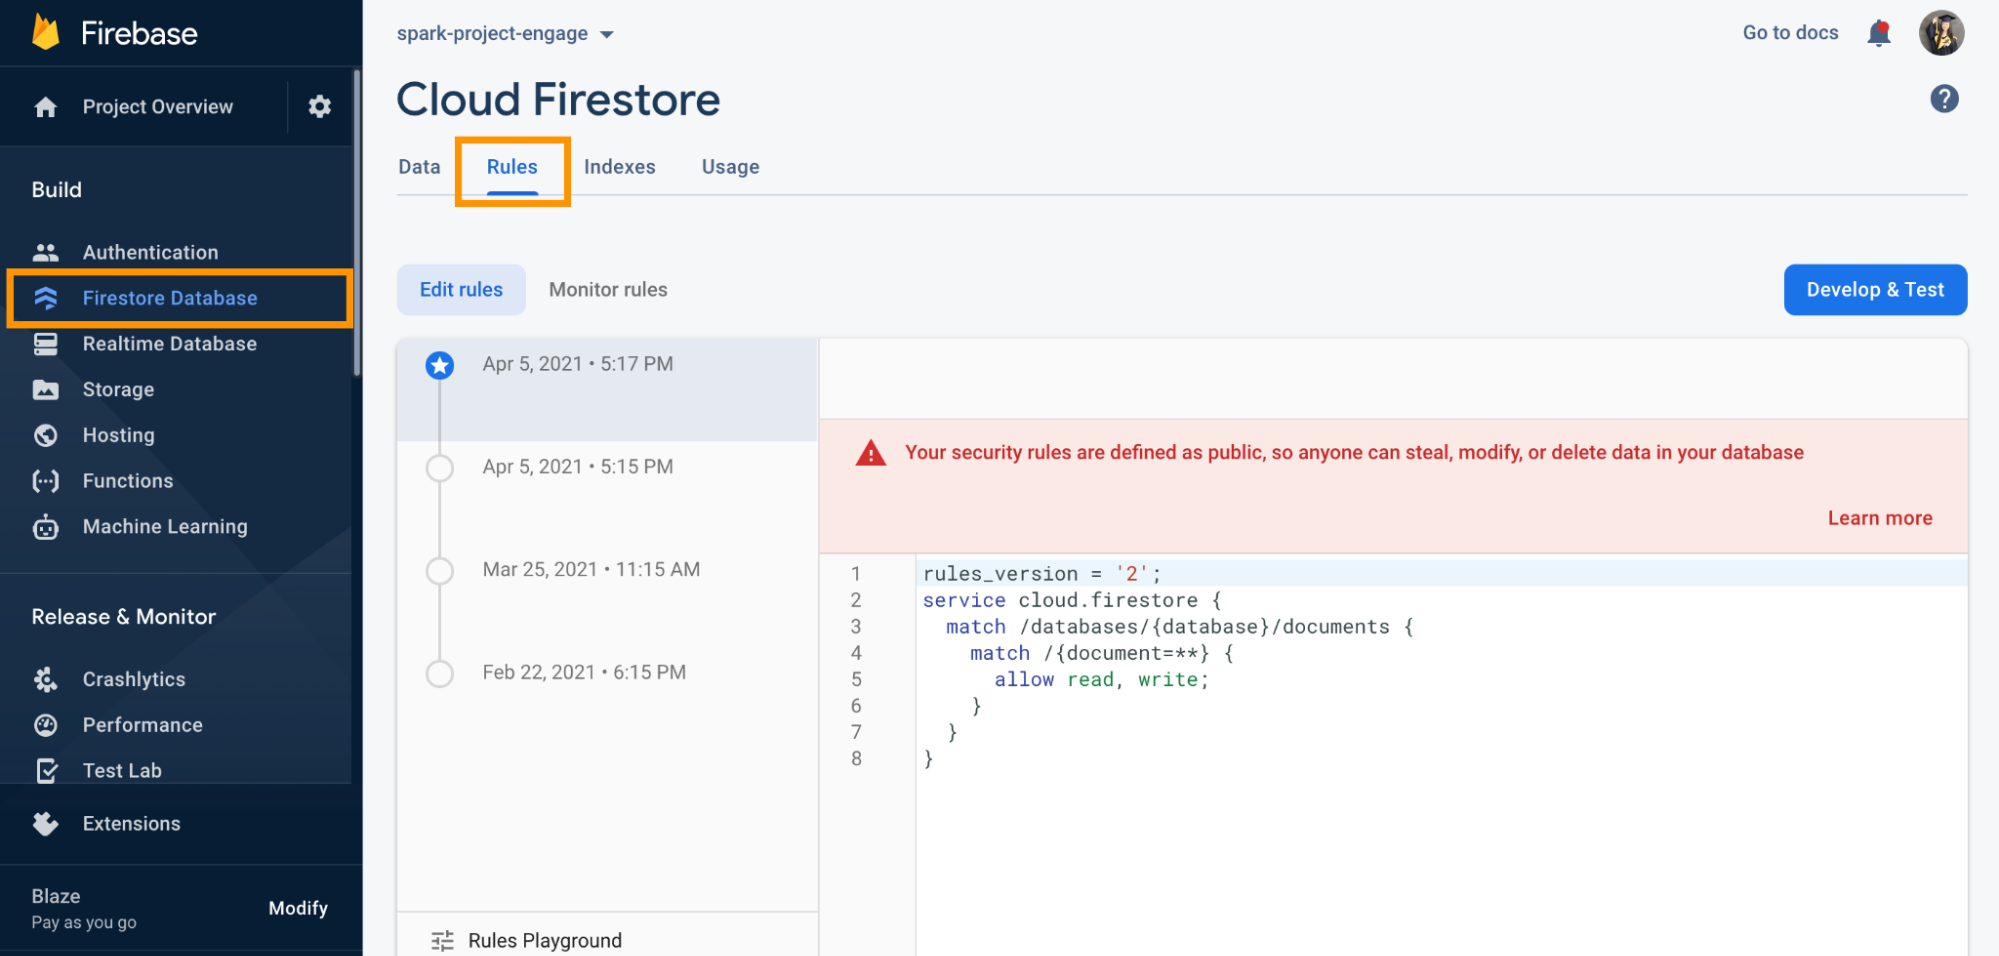 Firebase
Project Overview
Build
Authentication
Firestore Database
Realtime Database
Storage
Hosting
Functions
Machine Learning
Release & Monitor
Crashlytics
Performance
Test Lab
Extensions
Blaze
Pay as you go
Modify
spark-project-engage
Go to docs
Cloud Firestore
Data Rules Indexes Usage
Edit rules Monitor rules
Develop & Test
Apr 5, 2021 • 5:17 PM
Apr 5, 2021 • 5:15 PM
Mar 25, 2021 • 11:15 AM
Feb 22, 2021 • 6:15 PM
Rules Playground
Your security rules are defined as public, so anyone can steal, modify, or delete data in your database
Learn more
1 rules_version = '2';
2 service cloud.firestore {
3   match /databases/{database}/documents {
4     match /{document=**} {
5       allow read, write;
6     }
7   }
8 }